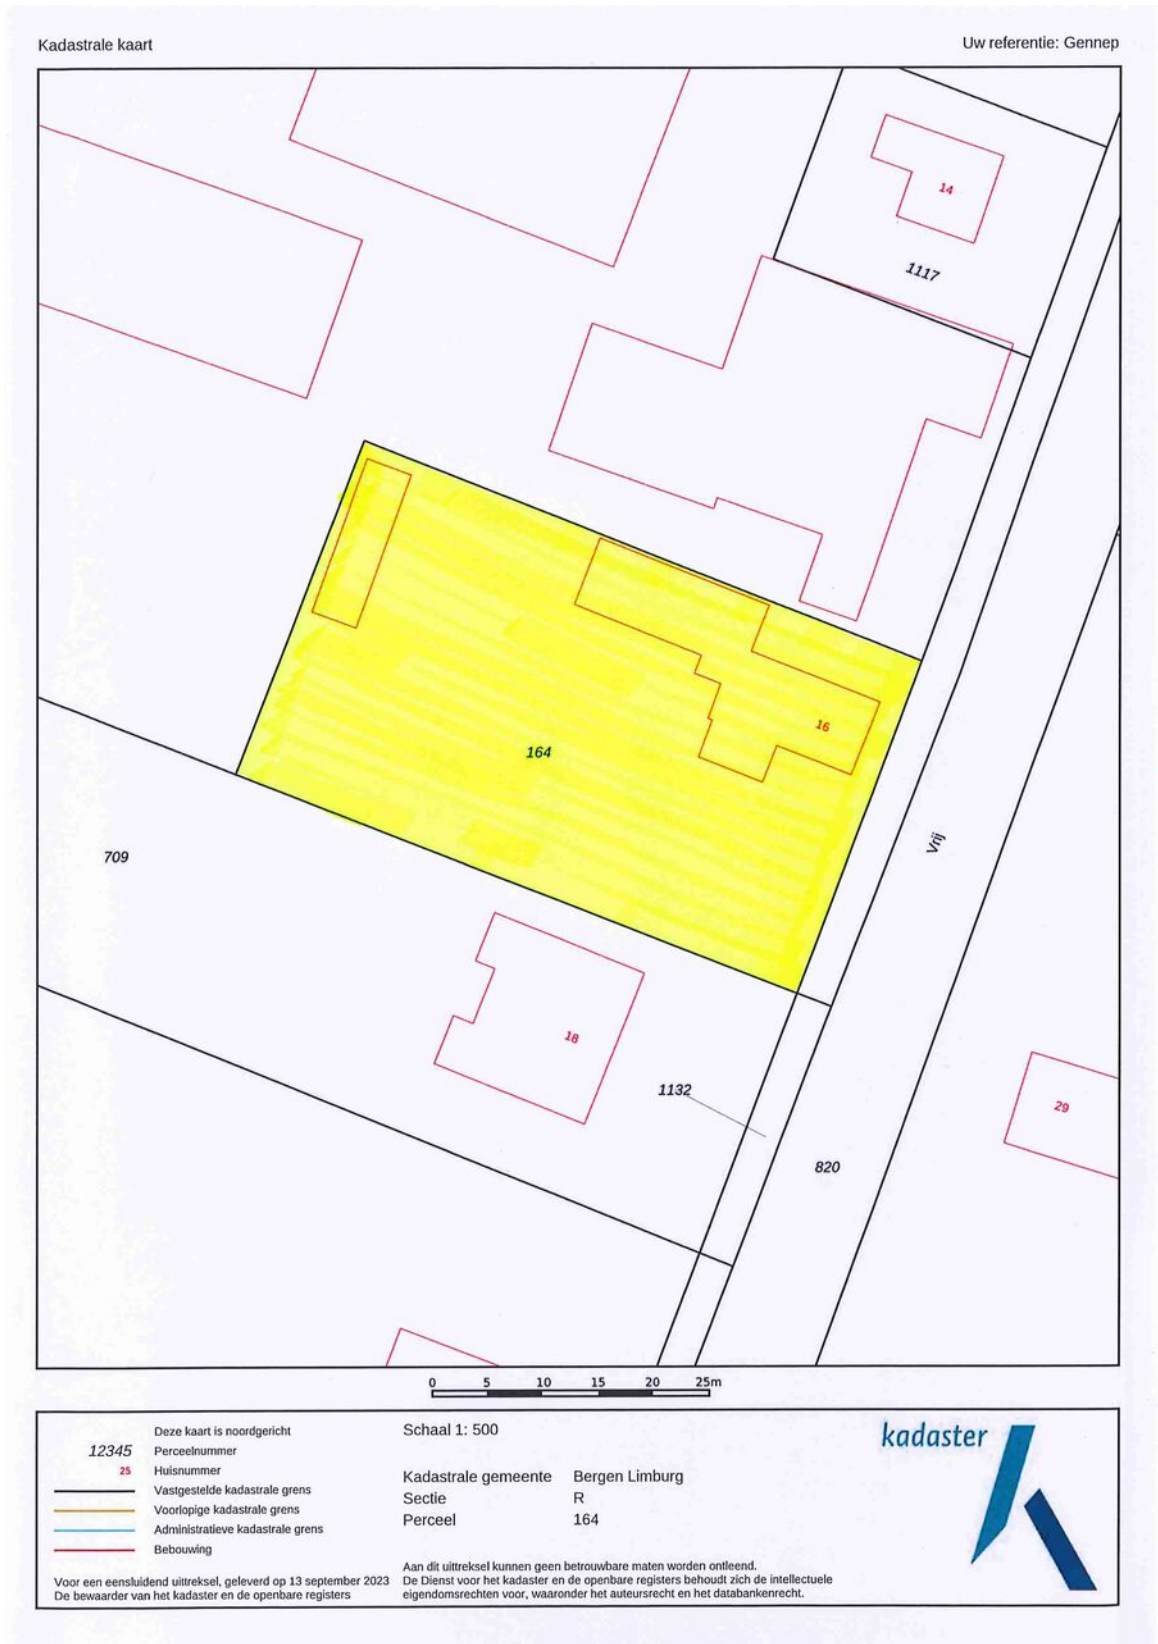 Kadastrale kaart
Uw referentie: Gennep
14
1117
16
164
Vrij
709
18
1132
29
820
0 5 10 15 20 25m
Deze kaart is noordgericht
12345 Perceelnummer
25 Huisnummer
Vastgestelde kadastrale grens
Voorlopige kadastrale grens
Administratieve kadastrale grens
Bebouwing
Voor een eensluidend uittreksel, geleverd op 13 september 2023
De bewaarder van het kadaster en de openbare registers
Schaal 1: 500
Kadastrale gemeente Bergen Limburg
Sectie R
Perceel 164
Aan dit uittreksel kunnen geen betrouwbare maten worden ontleend.
De Dienst voor het kadaster en de openbare registers behoudt zich de intellectuele
eigendomsrechten voor, waaronder het auteursrecht en het databankenrecht.
kadaster